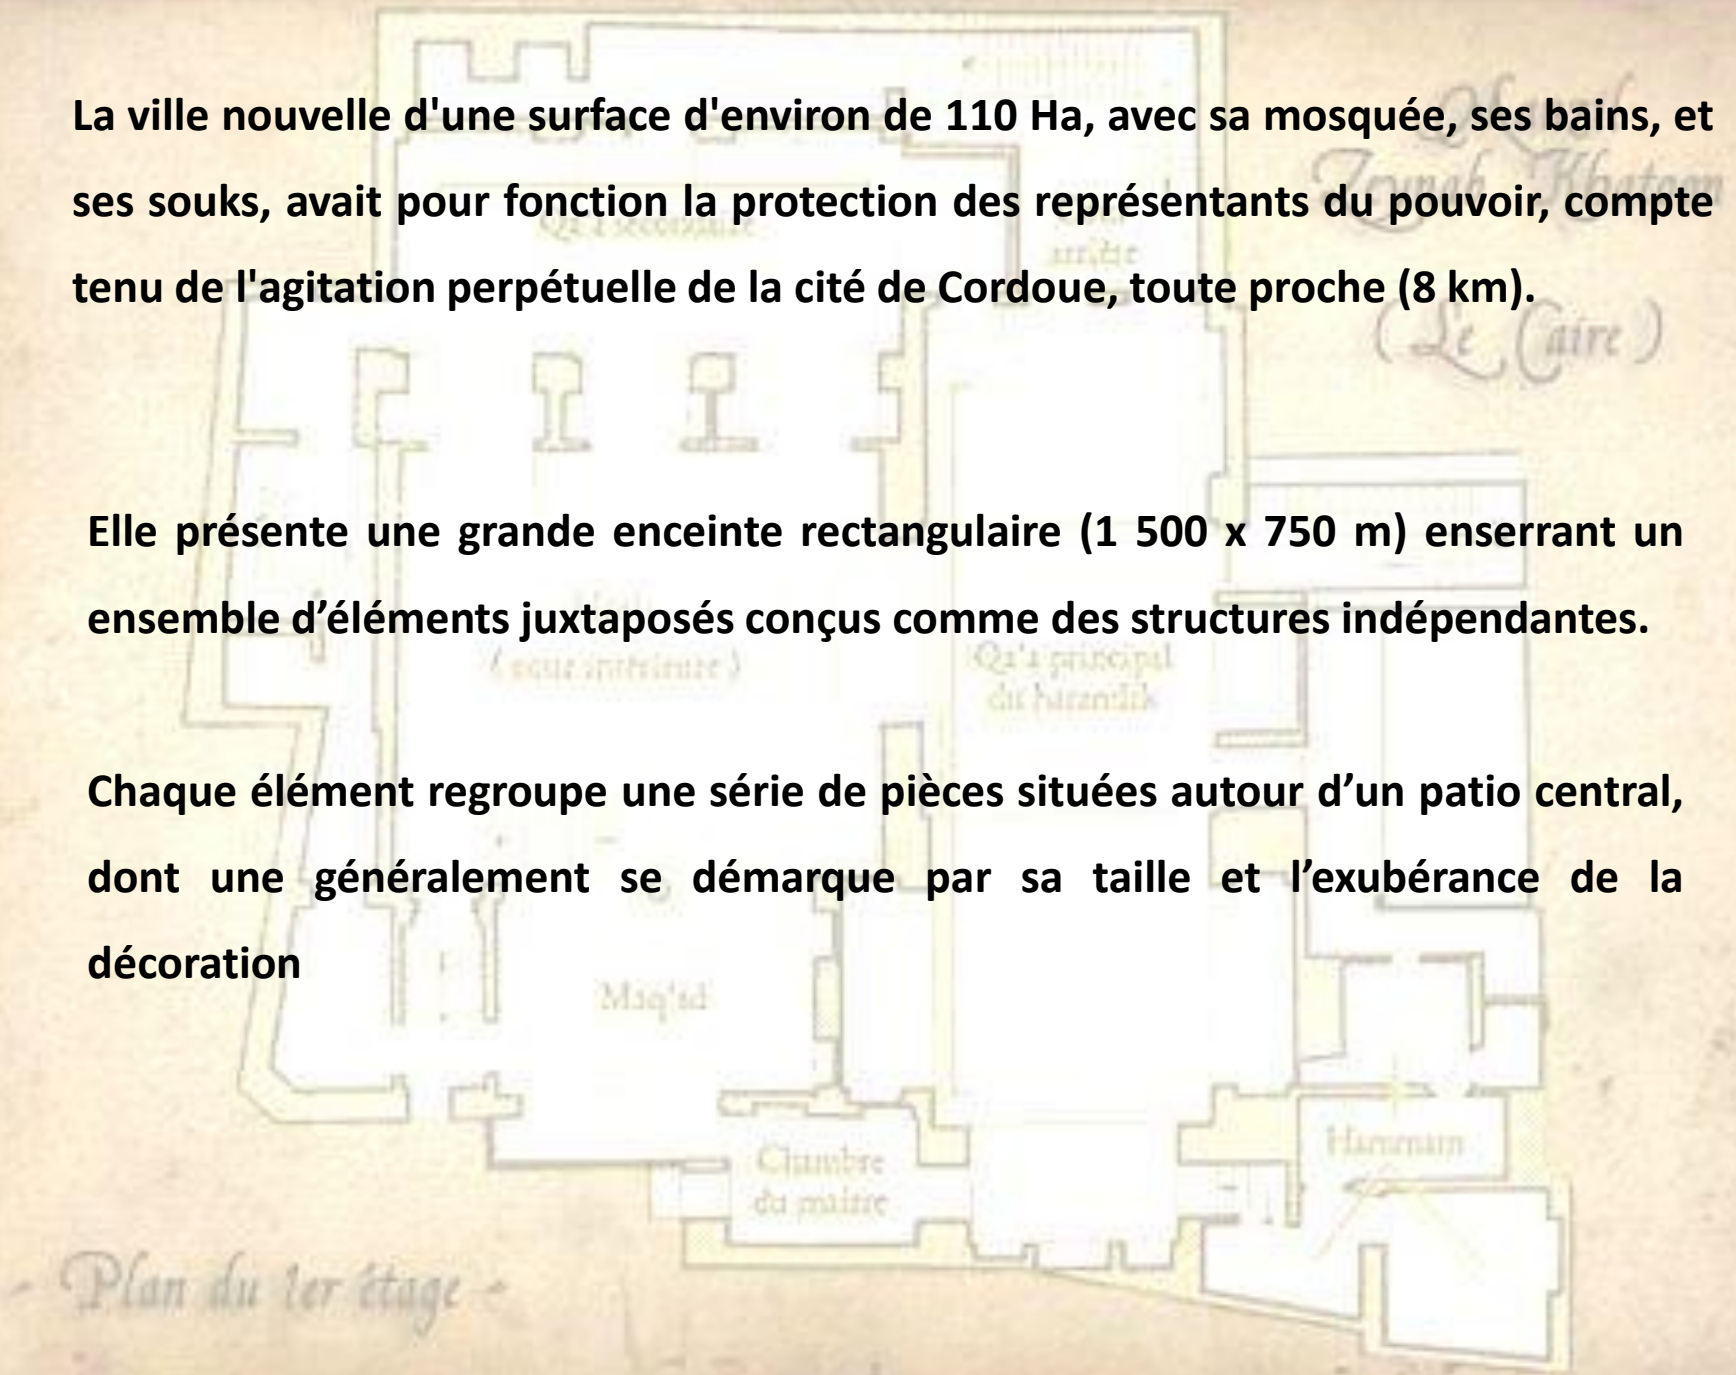 La ville nouvelle d'une surface d'environ de 110 Ha, avec sa mosquée, ses bains, et
ses souks, avait pour fonction la protection des représentants du pouvoir, compte
tenu de l'agitation perpétuelle de la cité de Cordoue, toute proche (8 km).
(Le Caire)
Elle présente une grande enceinte rectangulaire (1 500 x 750 m) enserrant un
ensemble d’éléments juxtaposés conçus comme des structures indépendantes.
Qa'a principal
Chaque élément regroupe une série de pièces situées autour d’un patio central,
dont une généralement se démarque par sa taille et l’exubérance de la
décoration
Maq'ad
Chambre
du maitre
Hammam
- Plan du 1er étage -